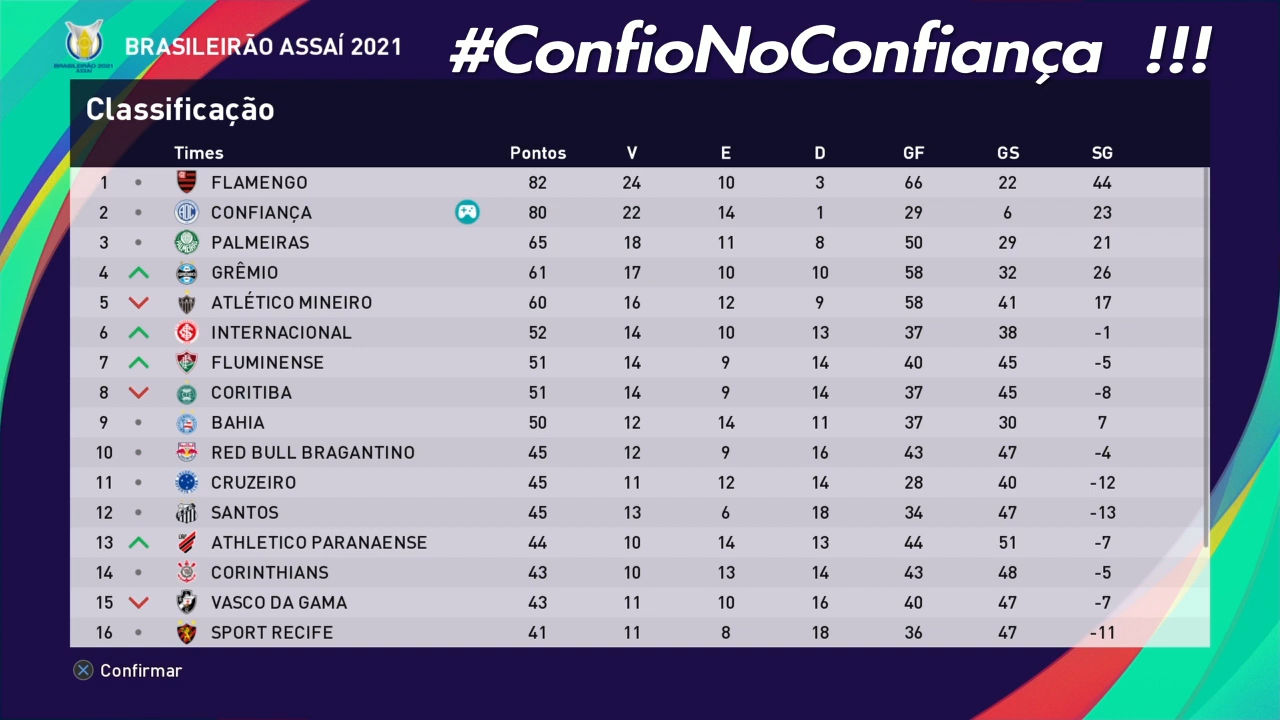 BRASILEIRÃO ASSAÍ 2021 #ConfioNoConfiança !!!
BRASILEIRÃO 2021
ASSAÍ
Classificação
Times Pontos V E D GF GS SG
1 FLAMENGO 82 24 10 3 66 22 44
2 CONFIANÇA 80 22 14 1 29 6 23
3 PALMEIRAS 65 18 11 8 50 29 21
4 GRÊMIO 61 17 10 10 58 32 26
5 ATLÉTICO MINEIRO 60 16 12 9 58 41 17
6 INTERNACIONAL 52 14 10 13 37 38 -1
7 FLUMINENSE 51 14 9 14 40 45 -5
8 CORITIBA 51 14 9 14 37 45 -8
9 BAHIA 50 12 14 11 37 30 7
10 RED BULL BRAGANTINO 45 12 9 16 43 47 -4
11 CRUZEIRO 45 11 12 14 28 40 -12
12 SANTOS 45 13 6 18 34 47 -13
13 ATHLETICO PARANAENSE 44 10 14 13 44 51 -7
14 CORINTHIANS 43 10 13 14 43 48 -5
15 VASCO DA GAMA 43 11 10 16 40 47 -7
16 SPORT RECIFE 41 11 8 18 36 47 -11
Confirmar